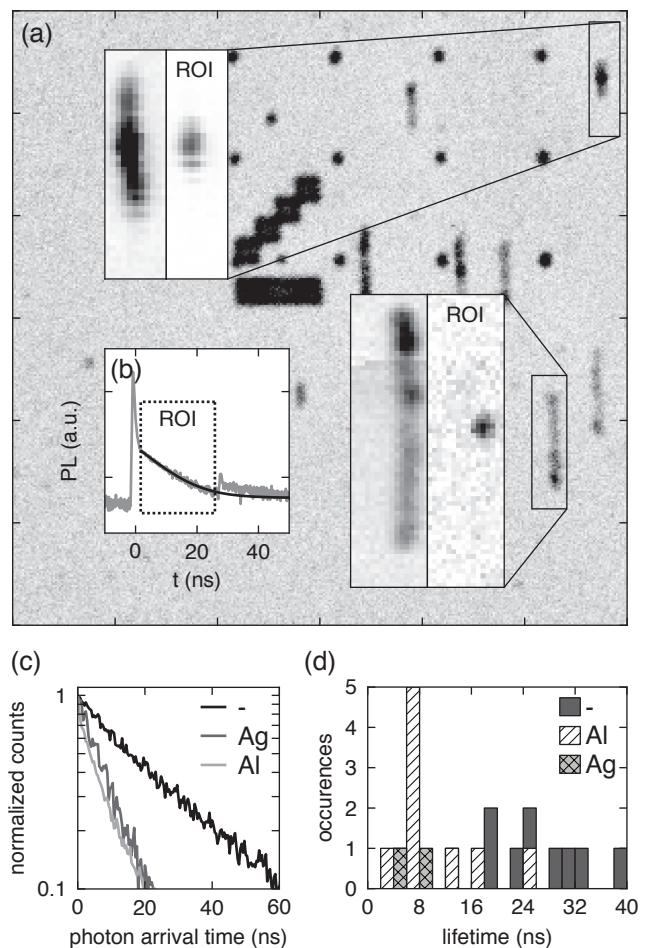 (a)
ROI
ROI
(b)
ROI
PL (a.u.)
0 20 40
t (ns)
(c)
1
0.1
normalized counts
-
Ag
Al
0 20 40 60
photon arrival time (ns)
(d)
5
4
3
2
1
0
occurences
-
Al
Ag
0 8 16 24 32 40
lifetime (ns)